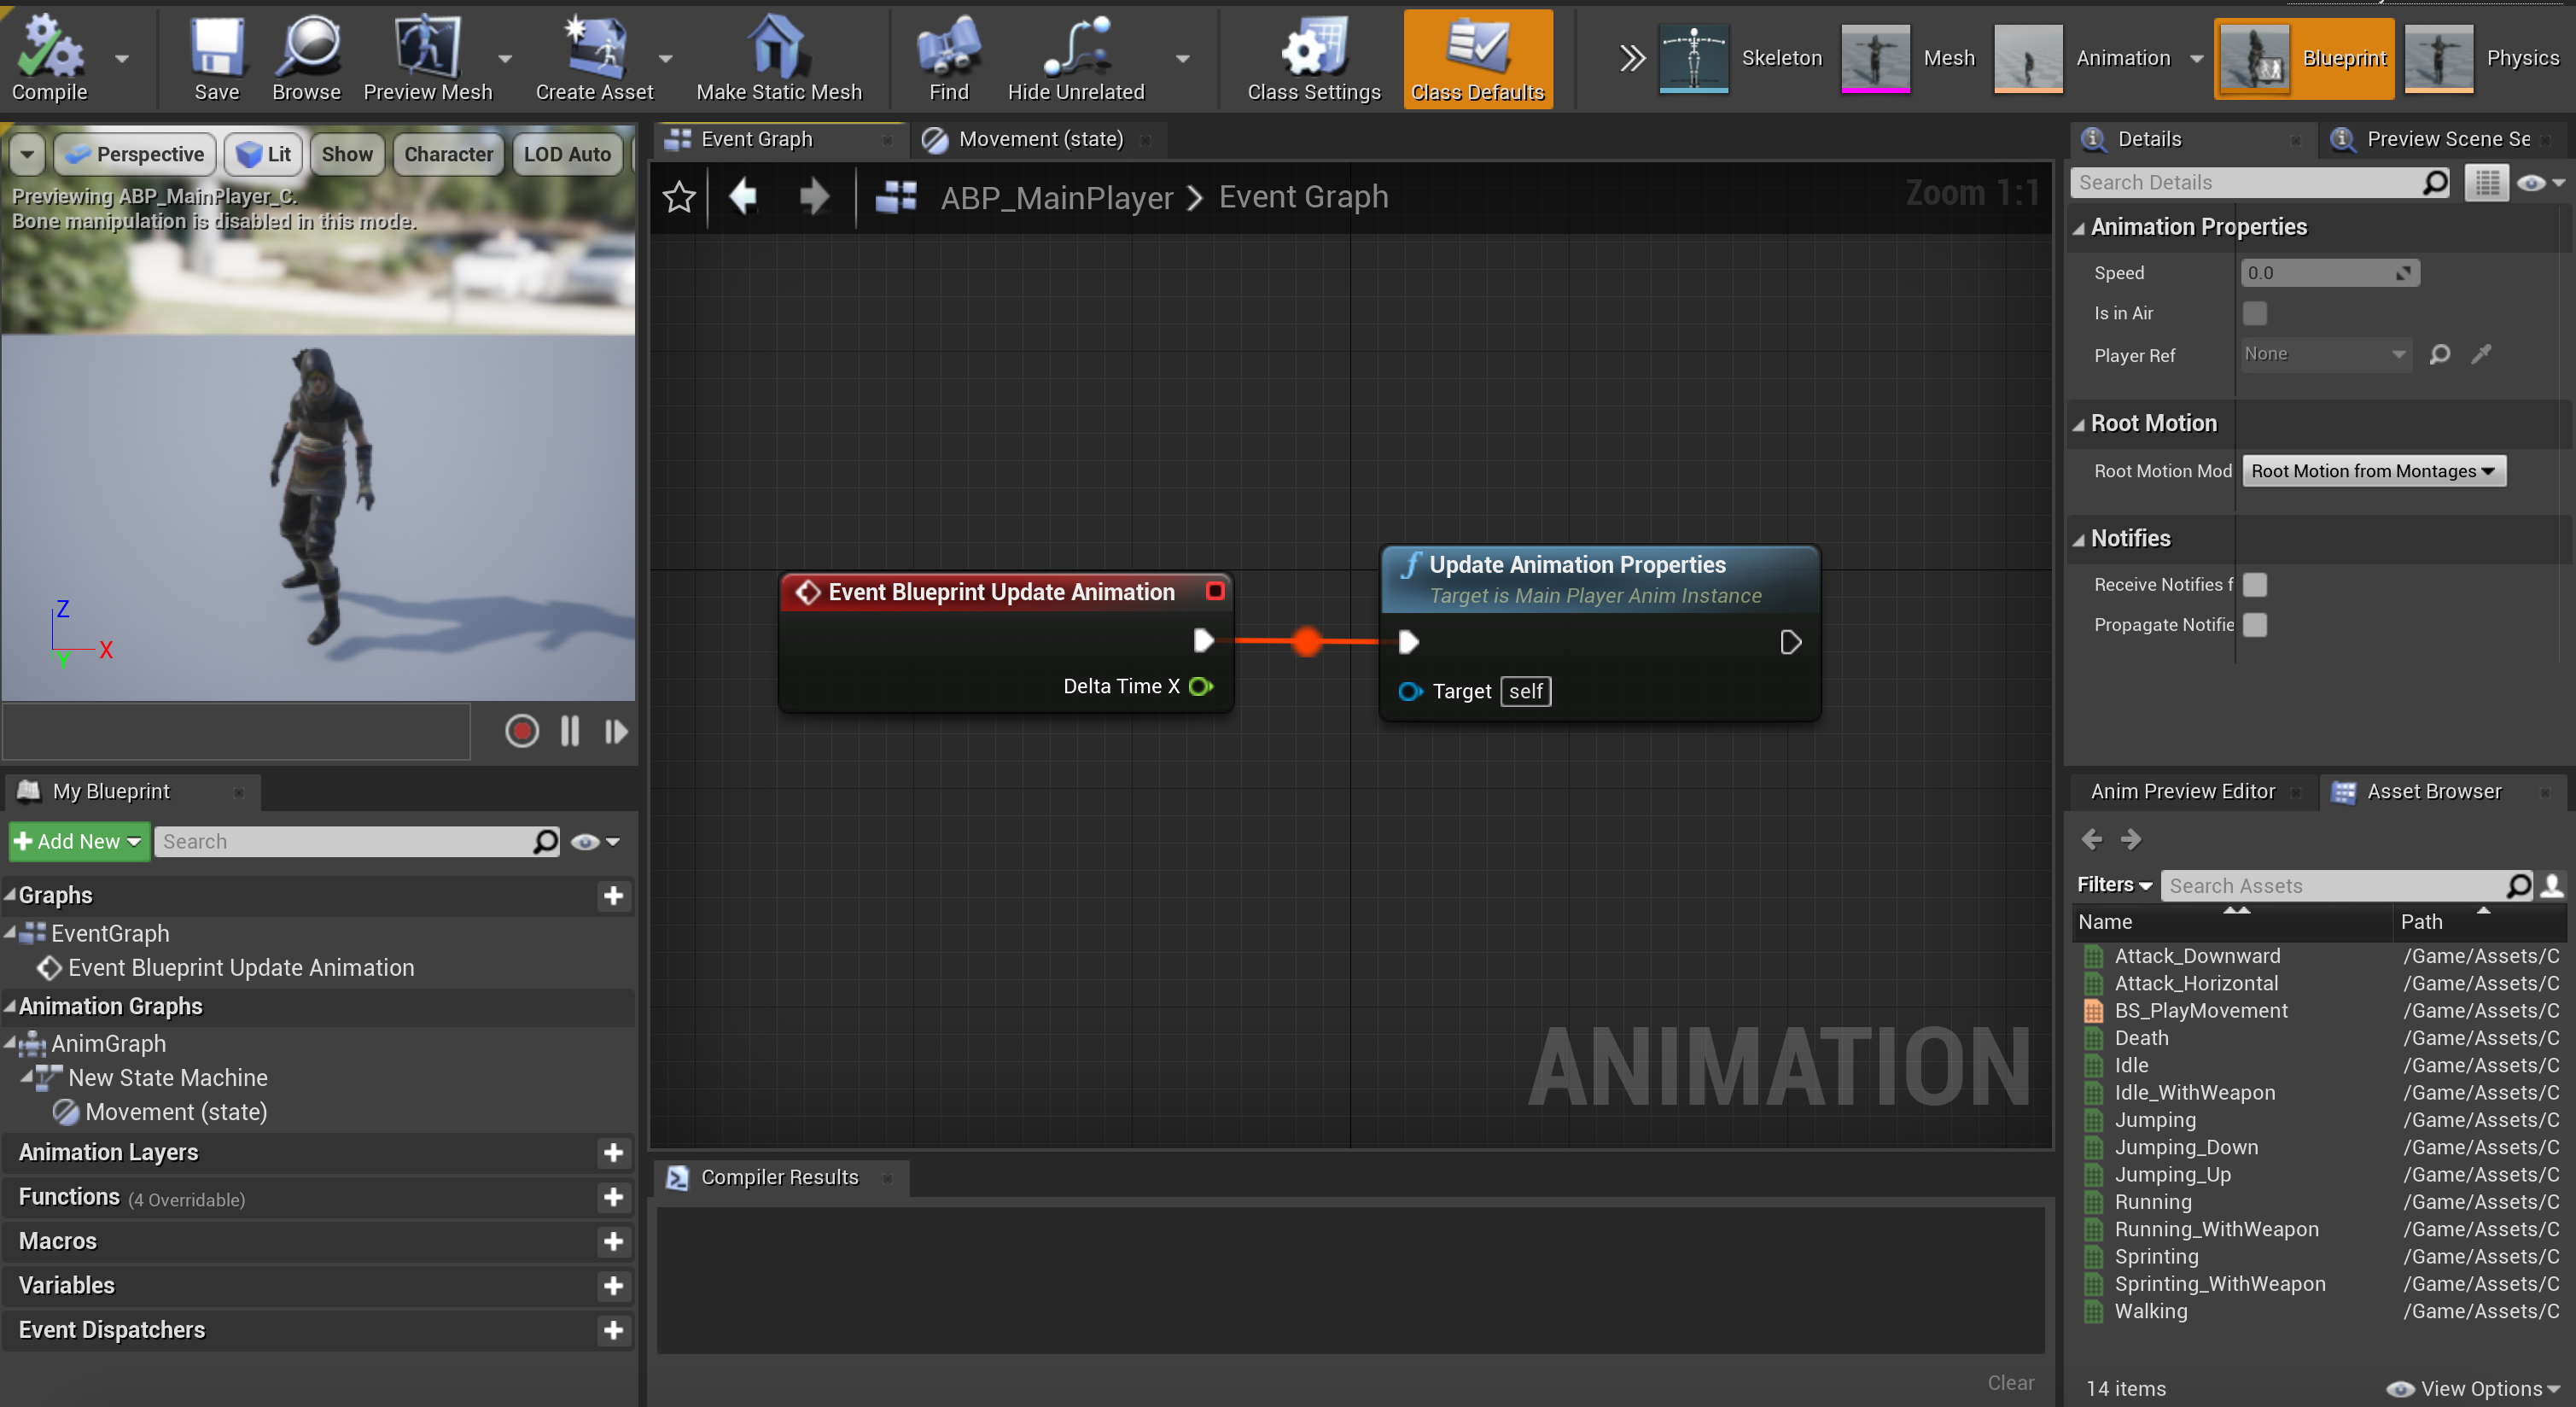 Compile
Save
Browse
Preview Mesh
Create Asset
Make Static Mesh
Find
Hide Unrelated
Class Settings
Class Defaults
Skeleton
Mesh
Animation
Blueprint
Physics
Perspective
Lit
Show
Character
LOD Auto
Previewing ABP_MainPlayer_C.
Bone manipulation is disabled in this mode.
Z
X
Y
My Blueprint
Add New
Search
Graphs
EventGraph
Event Blueprint Update Animation
Animation Graphs
AnimGraph
New State Machine
Movement (state)
Animation Layers
Functions (4 Overridable)
Macros
Variables
Event Dispatchers
Event Graph
Movement (state)
ABP_MainPlayer > Event Graph
Zoom 1:1
Event Blueprint Update Animation
Delta Time X
Update Animation Properties
Target is Main Player Anim Instance
Target self
ANIMATION
Compiler Results
Clear
Details
Preview Scene Se
Search Details
Animation Properties
Speed 0.0
Is in Air
Player Ref None
Root Motion
Root Motion Mod Root Motion from Montages
Notifies
Receive Notifies f
Propagate Notifie
Anim Preview Editor
Asset Browser
Filters
Search Assets
Name Path
Attack_Downward /Game/Assets/C
Attack_Horizontal /Game/Assets/C
BS_PlayMovement /Game/Assets/C
Death /Game/Assets/C
Idle /Game/Assets/C
Idle_WithWeapon /Game/Assets/C
Jumping /Game/Assets/C
Jumping_Down /Game/Assets/C
Jumping_Up /Game/Assets/C
Running /Game/Assets/C
Running_WithWeapon /Game/Assets/C
Sprinting /Game/Assets/C
Sprinting_WithWeapon /Game/Assets/C
Walking /Game/Assets/C
14 items
View Options